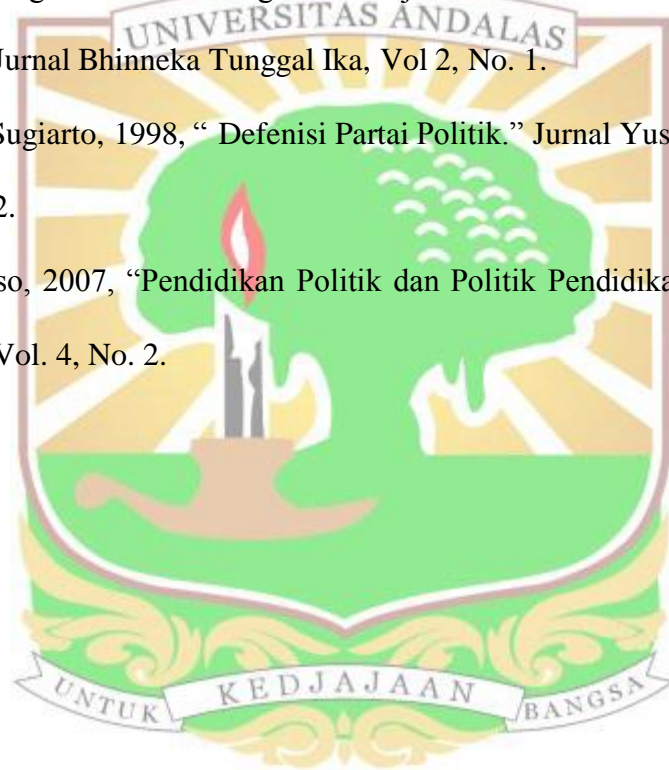 UNIVERSITAS ANDALAS
Jurnal Bhinneka Tunggal Ika, Vol 2, No. 1.
Sugiarto, 1998, “ Defenisi Partai Politik.” Jurnal Yus
2.
so, 2007, “Pendidikan Politik dan Politik Pendidika
Vol. 4, No. 2.
UNTUK KEDJAJAAN BANGSA